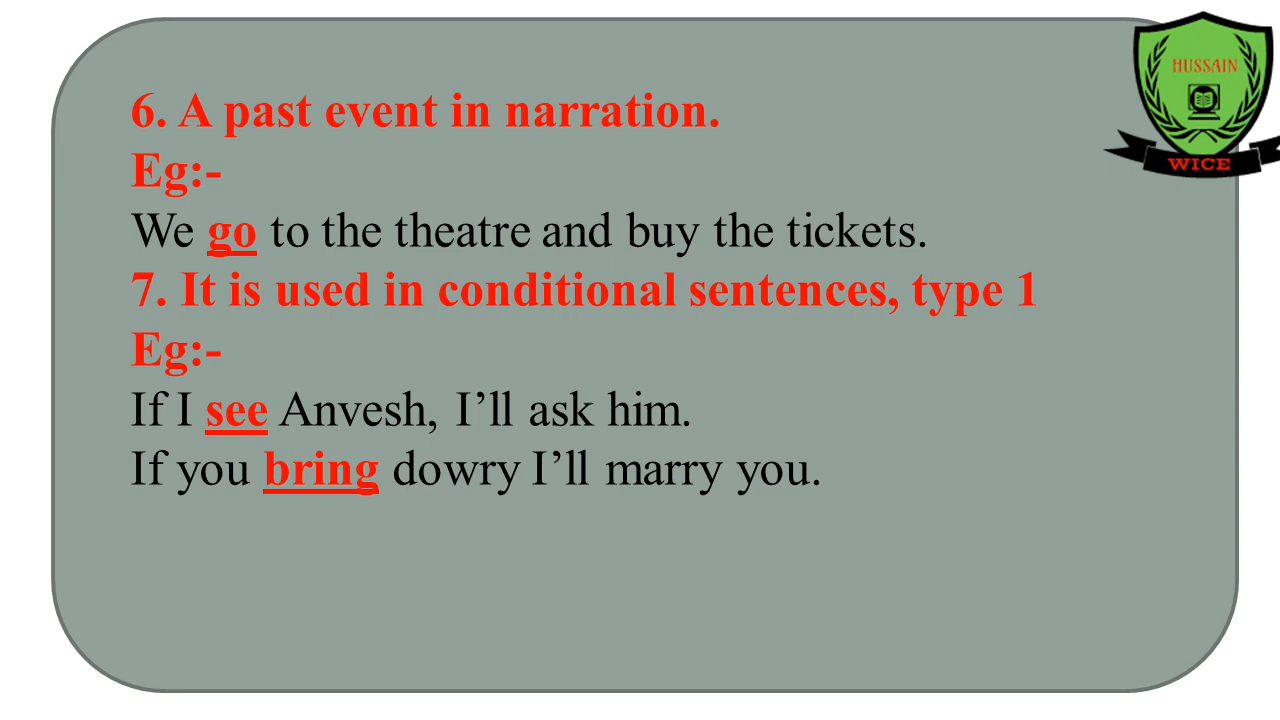 6. A past event in narration.
Eg:-
We go to the theatre and buy the tickets.
7. It is used in conditional sentences, type 1
Eg:-
If I see Anvesh, I’ll ask him.
If you bring dowry I’ll marry you.
HUSSAIN
WICE